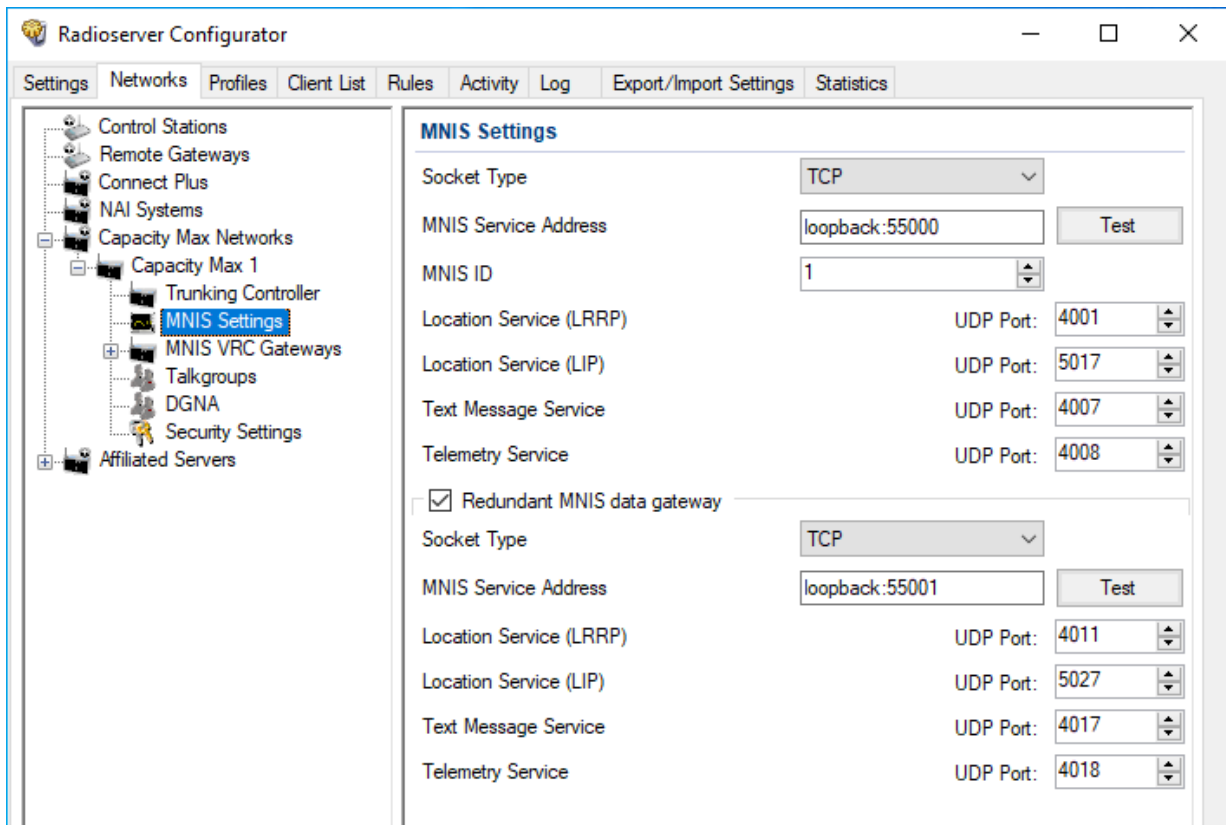 Radioserver Configurator
Settings Networks Profiles Client List Rules Activity Log Export/Import Settings Statistics
Control Stations
Remote Gateways
Connect Plus
NAI Systems
Capacity Max Networks
Capacity Max 1
Trunking Controller
MNIS Settings
MNIS VRC Gateways
Talkgroups
DGNA
Security Settings
Affiliated Servers
MNIS Settings
Socket Type TCP
MNIS Service Address loopback:55000 Test
MNIS ID 1
Location Service (LRRP) UDP Port: 4001
Location Service (LIP) UDP Port: 5017
Text Message Service UDP Port: 4007
Telemetry Service UDP Port: 4008
Redundant MNIS data gateway
Socket Type TCP
MNIS Service Address loopback:55001 Test
Location Service (LRRP) UDP Port: 4011
Location Service (LIP) UDP Port: 5027
Text Message Service UDP Port: 4017
Telemetry Service UDP Port: 4018